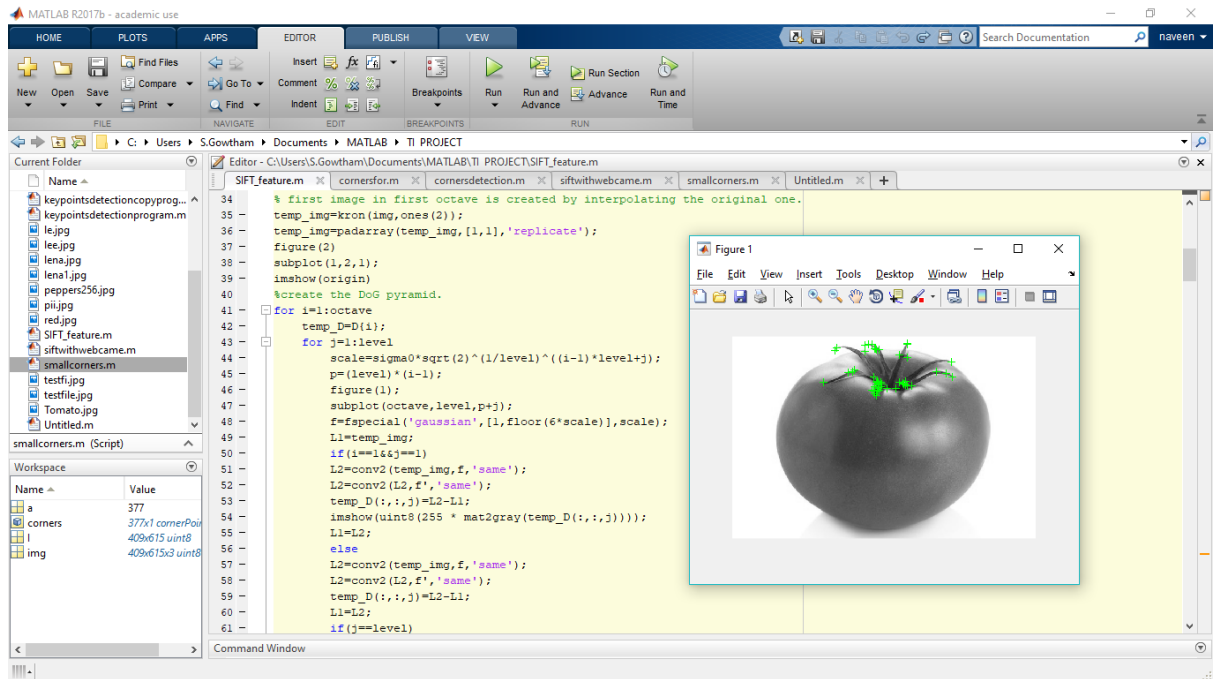 MATLAB R2017b - academic use
HOME PLOTS APPS EDITOR PUBLISH VIEW Search Documentation naveen
New Open Save Find Files Compare Print
FILE
Go To Find
NAVIGATE
Insert fx
Comment
Indent
EDIT
Breakpoints
BREAKPOINTS
Run Run and Advance Run Section Advance Run and Time
RUN
C: Users S.Gowtham Documents MATLAB TI PROJECT
Current Folder
Name
keypointsdetectioncopyprog...
keypointsdetectionprogram.m
le.jpg
lee.jpg
lena.jpg
lena1.jpg
peppers256.jpg
pii.jpg
red.jpg
SIFT_feature.m
siftwithwebcame.m
smallcorners.m
testfi.jpg
testfile.jpg
Tomato.jpg
Untitled.m
smallcorners.m (Script)
Workspace
Name Value
a 377
corners 377x1 cornerPoi
I 409x615 uint8
img 409x615x3 uint8
Editor - C:\Users\S.Gowtham\Documents\MATLAB\TI PROJECT\SIFT_feature.m
SIFT_feature.m cornersfor.m cornersdetection.m siftwithwebcame.m smallcorners.m Untitled.m
34 % first image in first octave is created by interpolating the original one.
35 - temp_img=kron(img,ones(2));
36 - temp_img=padarray(temp_img,[1,1],'replicate');
37 - figure(2)
38 - subplot(1,2,1);
39 - imshow(origin)
40 %create the DoG pyramid.
41 - for i=1:octave
42 - temp_D=D{i};
43 - for j=1:level
44 - scale=sigma0*sqrt(2)^(1/level)^((i-1)*level+j);
45 - p=(level)*(i-1);
46 - figure(1);
47 - subplot(octave,level,p+j);
48 - f=fspecial('gaussian',[1,floor(6*scale)],scale);
49 - L1=temp_img;
50 - if(i==1&&j==1)
51 - L2=conv2(temp_img,f,'same');
52 - L2=conv2(L2,f','same');
53 - temp_D(:,:,j)=L2-L1;
54 - imshow(uint8(255 * mat2gray(temp_D(:,:,j))));
55 - L1=L2;
56 - else
57 - L2=conv2(temp_img,f,'same');
58 - L2=conv2(L2,f','same');
59 - temp_D(:,:,j)=L2-L1;
60 - L1=L2;
61 - if(j==level)
Command Window
Figure 1
File Edit View Insert Tools Desktop Window Help